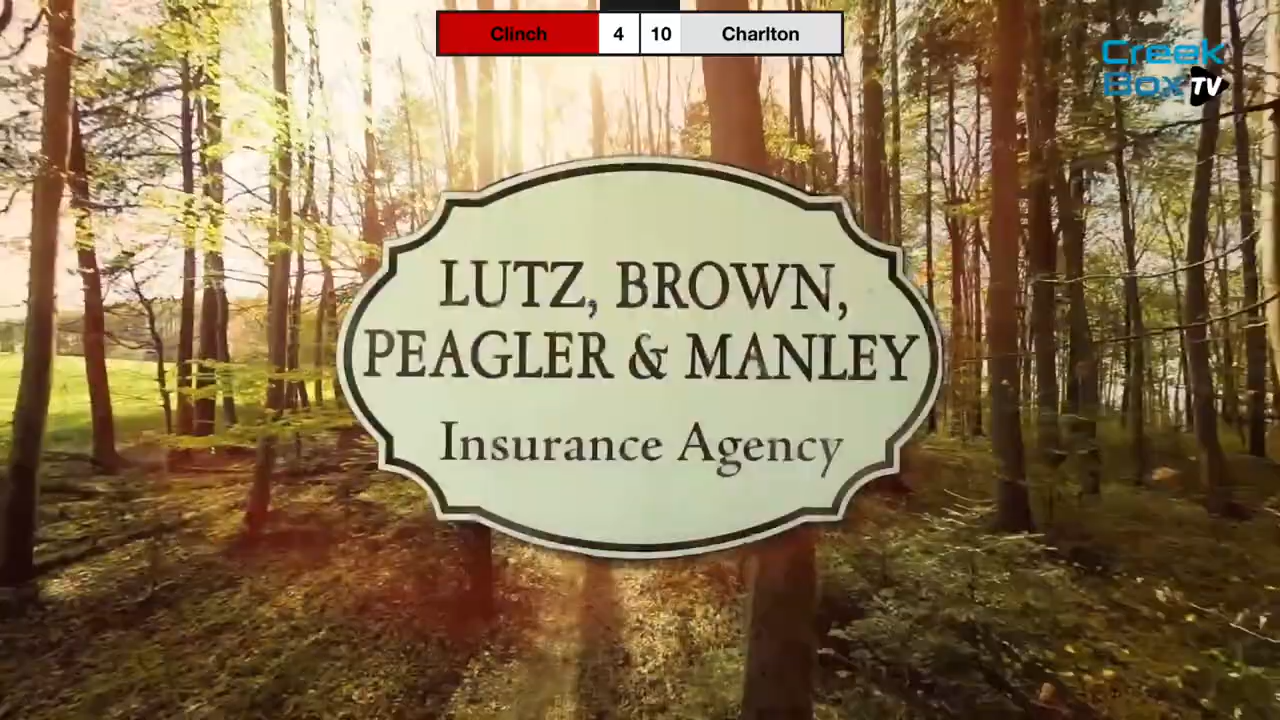 Clinch 4 10 Charlton
Creek
Box TV
LUTZ, BROWN,
PEAGLER & MANLEY
Insurance Agency